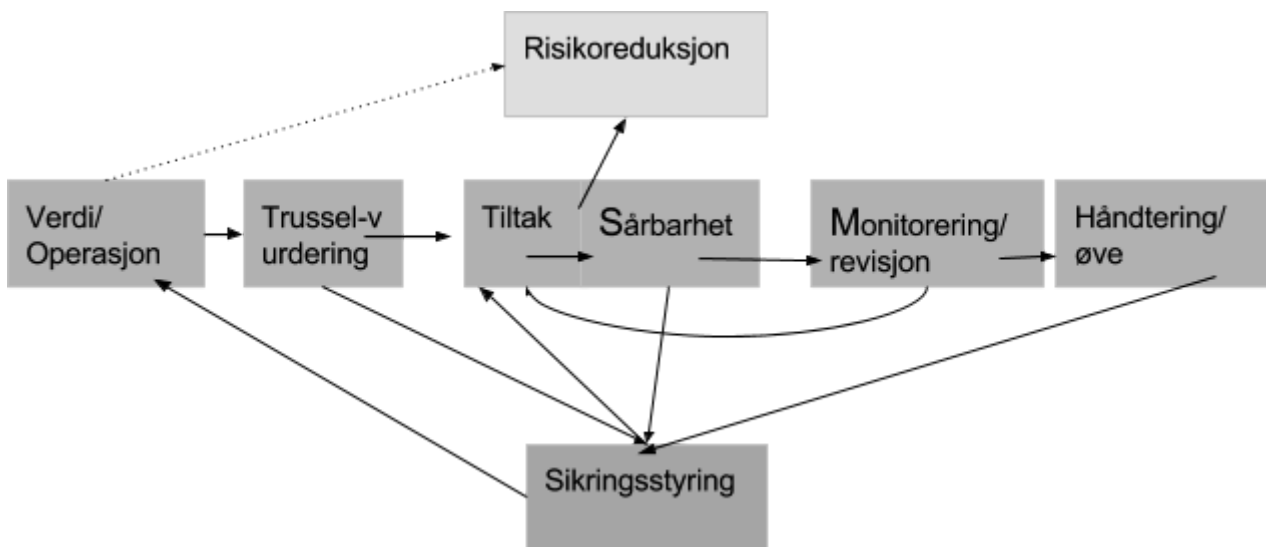 Risikoreduksjon
Verdi/
Operasjon
Trussel-v
urdering
Tiltak
Sårbarhet
Monitorering/
revisjon
Håndtering/
øve
Sikringsstyring